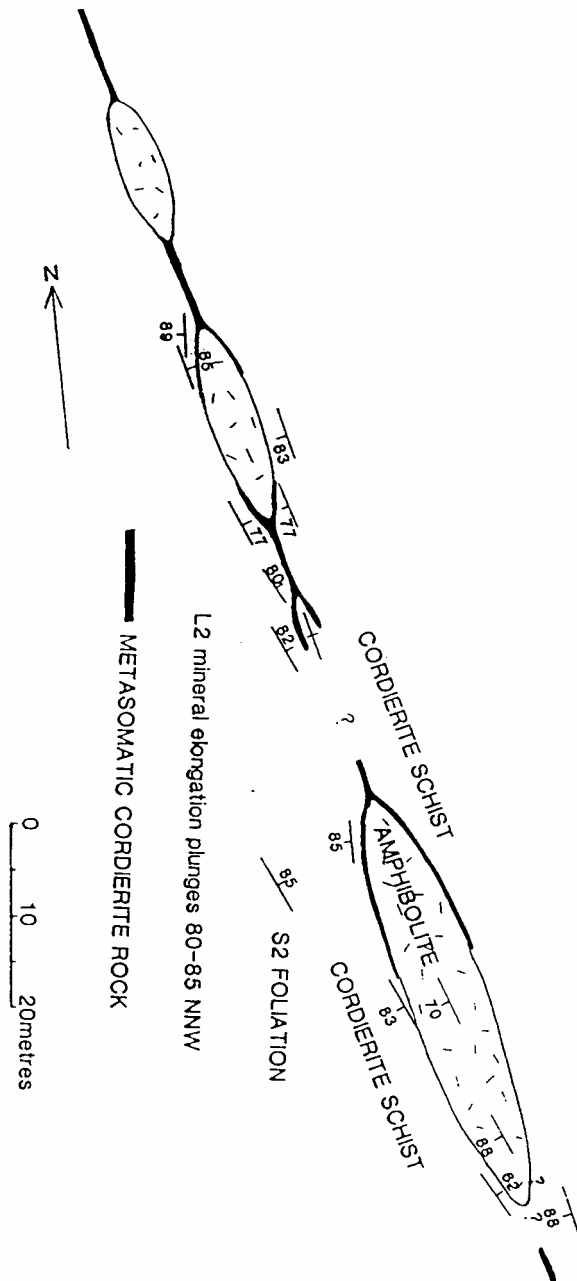 N
89
85
83
77
77
80
82
?
CORDIERITE SCHIST
85
AMPHIBOLITE
70
83
CORDIERITE SCHIST
88
82
?
?
88
85
S2 FOLIATION
L2 mineral elongation plunges 80-85 NNW
METASOMATIC CORDIERITE ROCK
0 10 20metres